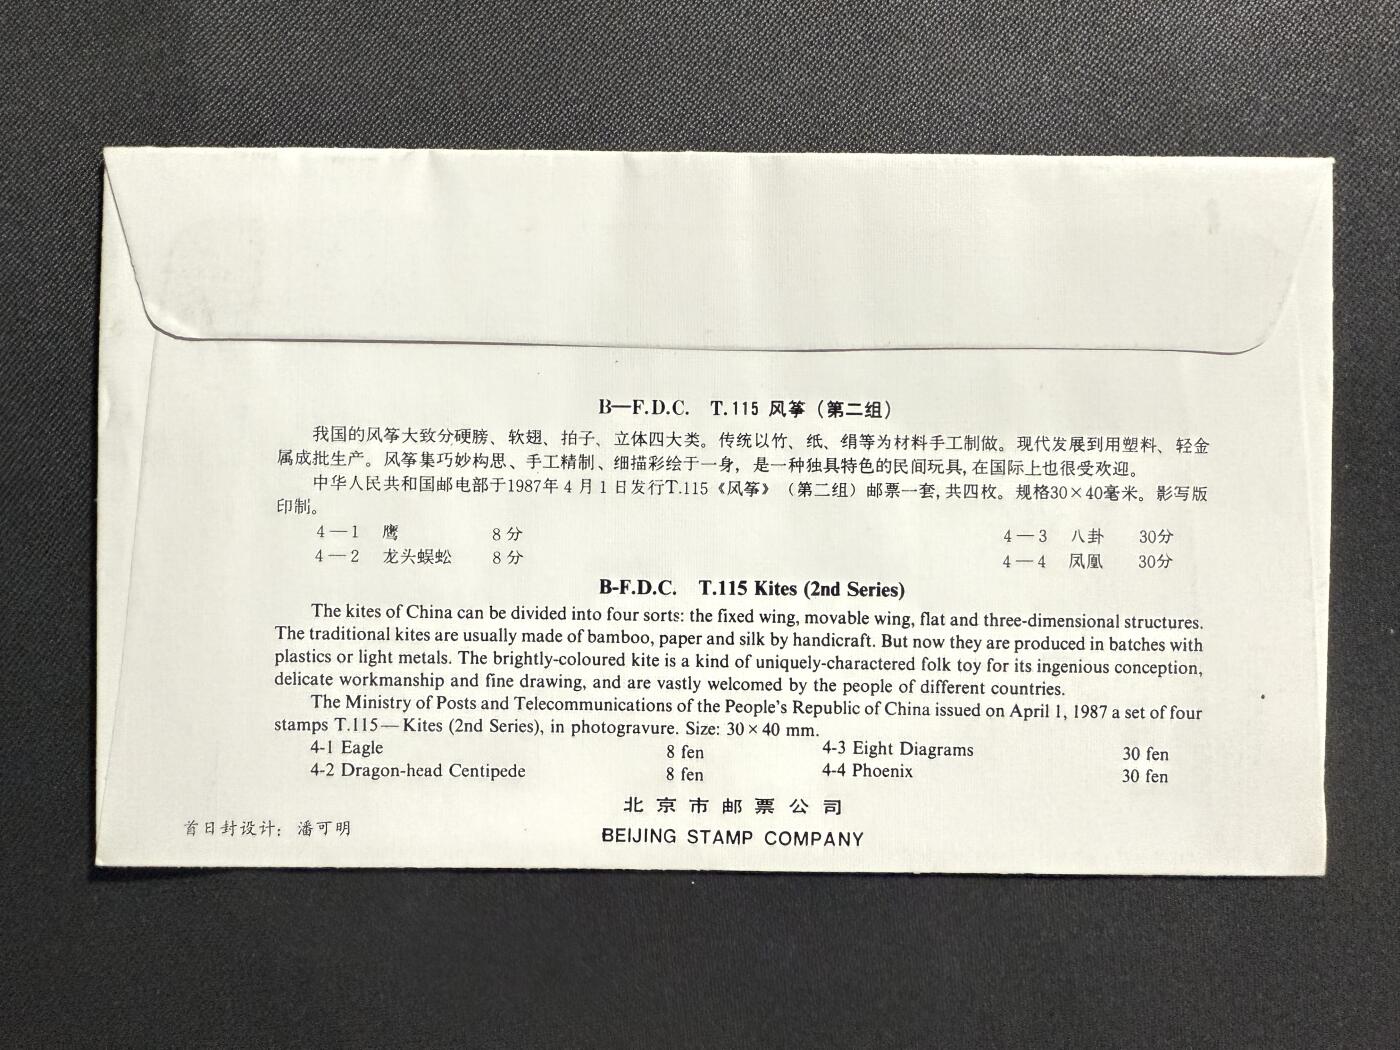 B—F.D.C. T.115 风筝（第二组）
我国的风筝大致分硬膀、软翅、拍子、立体四大类。传统以竹、纸、绢等为材料手工制做。现代发展到用塑料、轻金
属成批生产。风筝集巧妙构思、手工精制、细描彩绘于一身，是一种独具特色的民间玩具，在国际上也很受欢迎。
中华人民共和国邮电部于1987年4月1日发行T.115《风筝》（第二组）邮票一套，共四枚。规格30×40毫米。影写版
印制。
4—1 鹰 8分 4—3 八卦 30分
4—2 龙头蜈蚣 8分 4—4 凤凰 30分
B-F.D.C. T.115 Kites (2nd Series)
The kites of China can be divided into four sorts: the fixed wing, movable wing, flat and three-dimensional structures.
The traditional kites are usually made of bamboo, paper and silk by handicraft. But now they are produced in batches with
plastics or light metals. The brightly-coloured kite is a kind of uniquely-charactered folk toy for its ingenious conception,
delicate workmanship and fine drawing, and are vastly welcomed by the people of different countries.
The Ministry of Posts and Telecommunications of the People's Republic of China issued on April 1, 1987 a set of four
stamps T.115—Kites (2nd Series), in photogravure. Size: 30×40 mm.
4-1 Eagle 8 fen 4-3 Eight Diagrams 30 fen
4-2 Dragon-head Centipede 8 fen 4-4 Phoenix 30 fen
北京市邮票公司
首日封设计：潘可明
BEIJING STAMP COMPANY